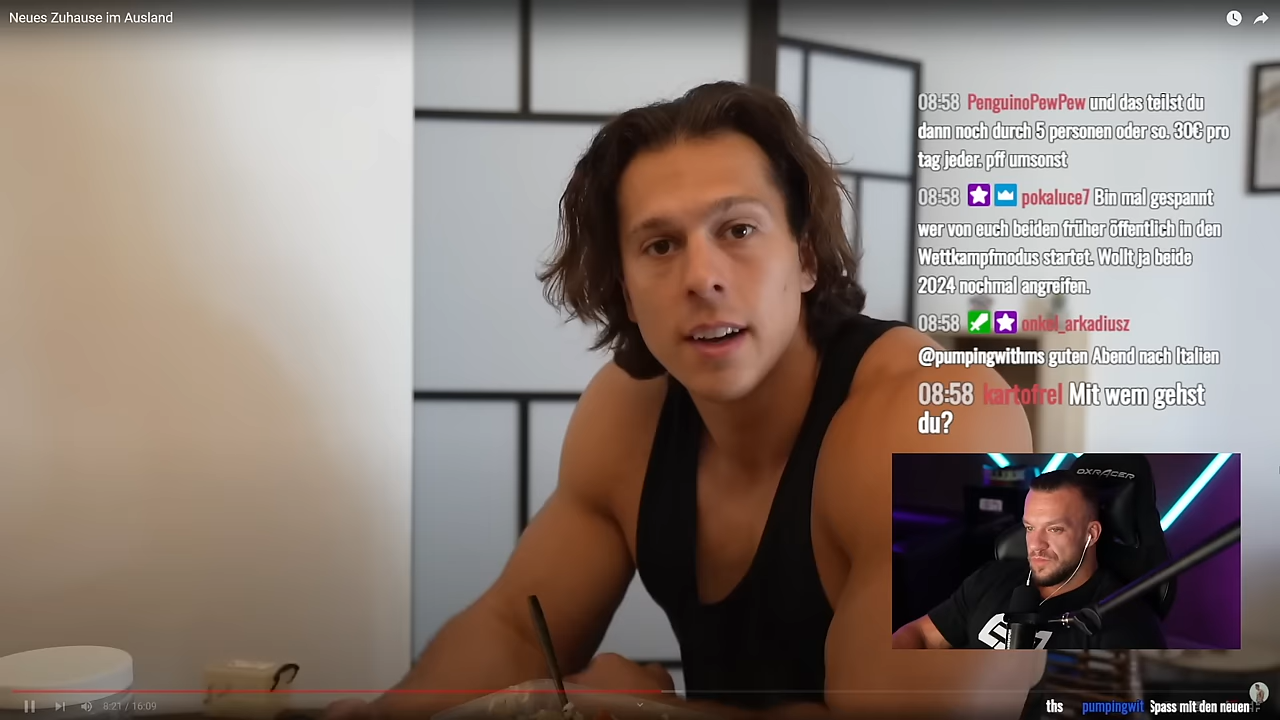 Neues Zuhause im Ausland
08:58 PenguinoPewPew und das teilst du
dann noch durch 5 personen oder so. 30€ pro
tag jeder. pff umsonst
08:58 pokaluce7 Bin mal gespannt
wer von euch beiden früher öffentlich in den
Wettkampfmodus startet. Wollt ja beide
2024 nochmal angreifen.
08:58 onkel_arkadiusz
@pumpingwithms guten Abend nach Italien
08:58 kartofrel Mit wem gehst
du?
OXRACER
8:21 / 16:09
ths pumpingwit Spass mit den neuen